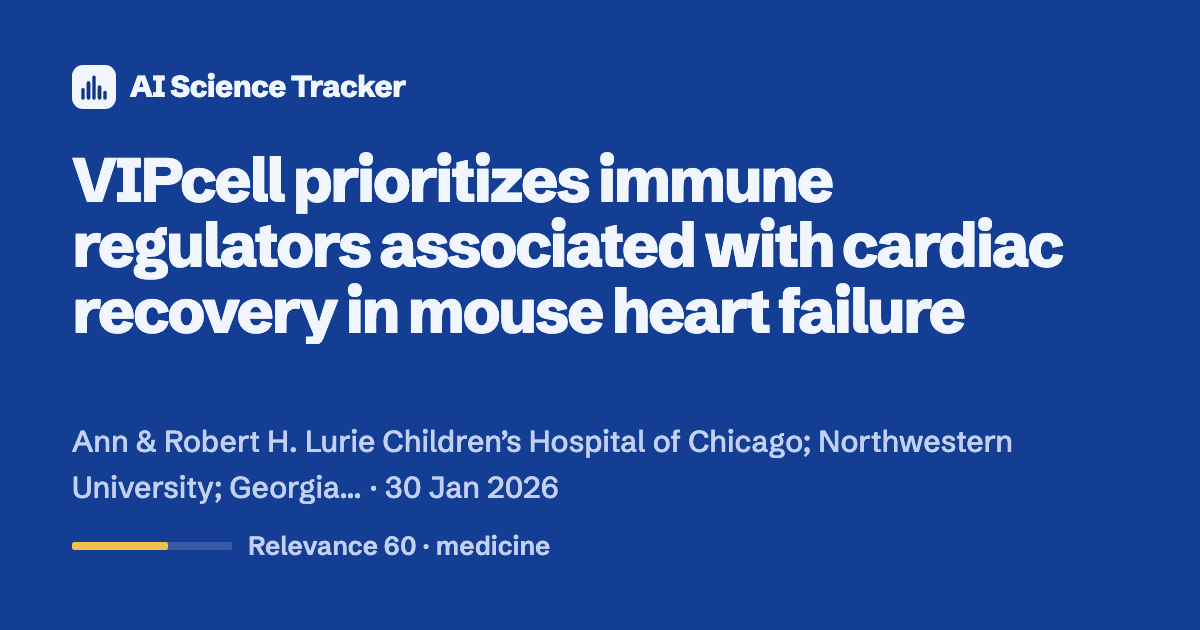 AI Science Tracker
VIPcell prioritizes immune
regulators associated with cardiac
recovery in mouse heart failure
Ann & Robert H. Lurie Children’s Hospital of Chicago; Northwestern
University; Georgia... · 30 Jan 2026
Relevance 60 · medicine